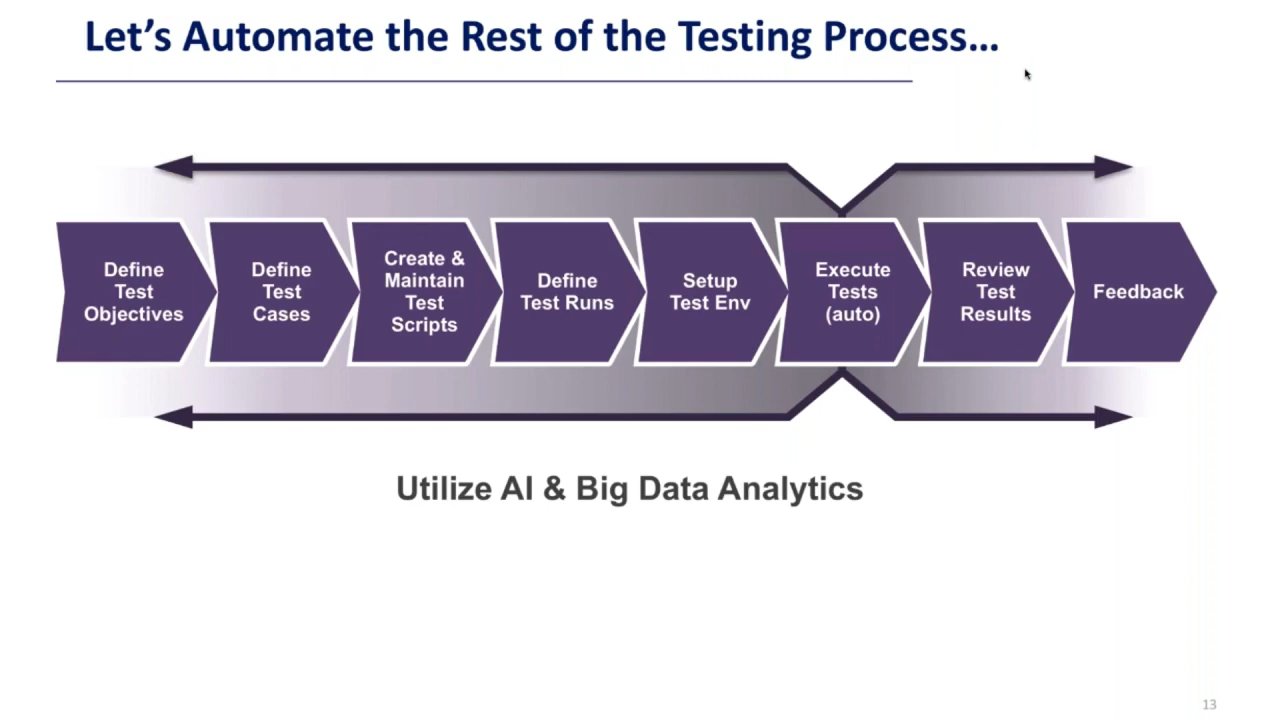 Let’s Automate the Rest of the Testing Process…
Define
Test
Objectives
Define
Test
Cases
Create &
Maintain
Test
Scripts
Define
Test Runs
Setup
Test Env
Execute
Tests
(auto)
Review
Test
Results
Feedback
Utilize AI & Big Data Analytics
13